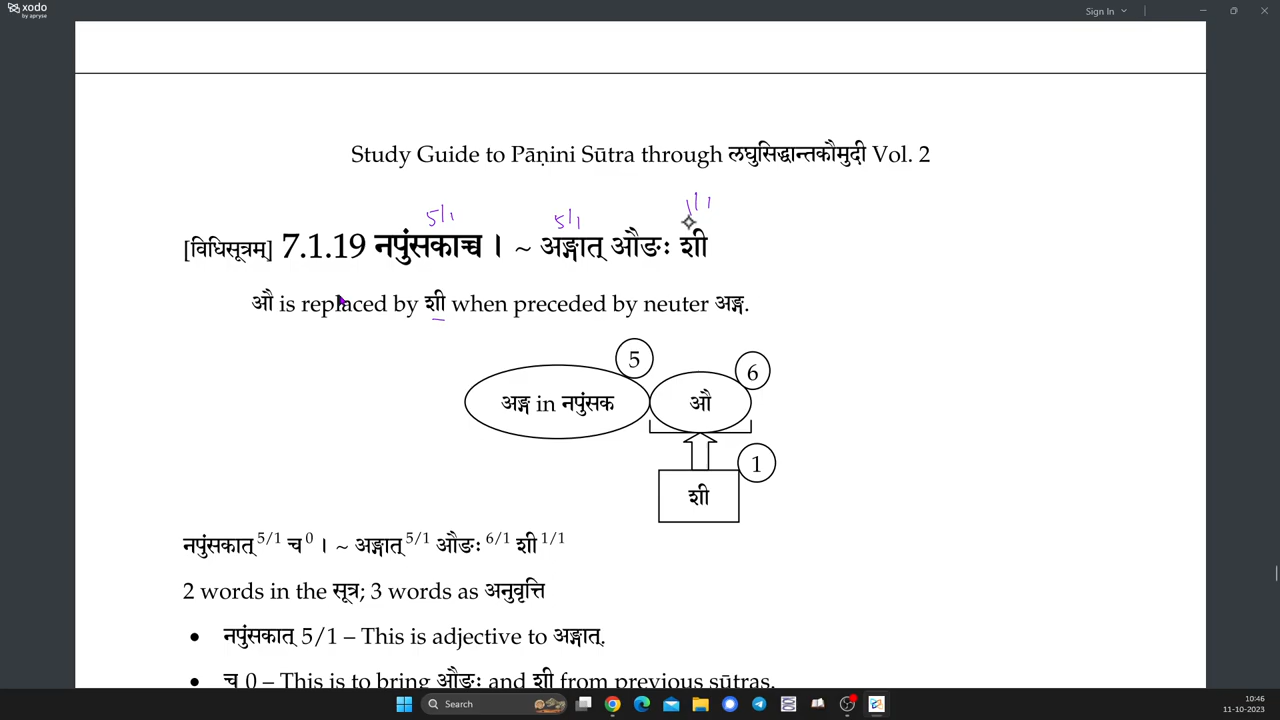 xodo
by apryse
Sign In
Study Guide to Pāṇini Sūtra through लघुसिद्धान्तकौमुदी Vol. 2
5/1 5/1 1/1
[विधिसूत्रम्] 7.1.19 नपुंसकाच्च । ~ अङ्गात् औङः शी
औ is replaced by शी when preceded by neuter अङ्ग.
5
6
अङ्ग in नपुंसक औ
1
शी
नपुंसकात् 5/1 च 0 । ~ अङ्गात् 5/1 औङः 6/1 शी 1/1
2 words in the सूत्र; 3 words as अनुवृत्ति
• नपुंसकात् 5/1 – This is adjective to अङ्गात्.
• च 0 – This is to bring औङः and शी from previous sūtras.
Search
10:46
11-10-2023